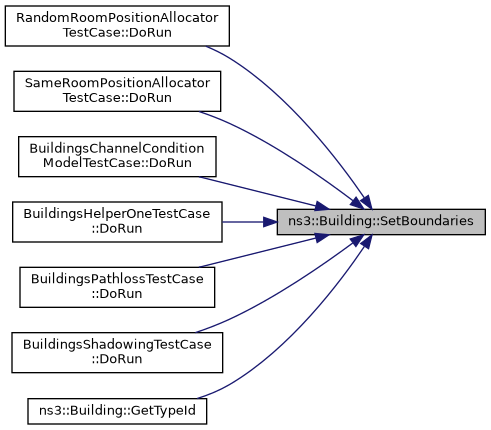 RandomRoomPositionAllocator
TestCase::DoRun
SameRoomPositionAllocator
TestCase::DoRun
BuildingsChannelCondition
ModelTestCase::DoRun
BuildingsHelperOneTestCase
::DoRun
ns3::Building::SetBoundaries
BuildingsPathlossTestCase
::DoRun
BuildingsShadowingTestCase
::DoRun
ns3::Building::GetTypeId